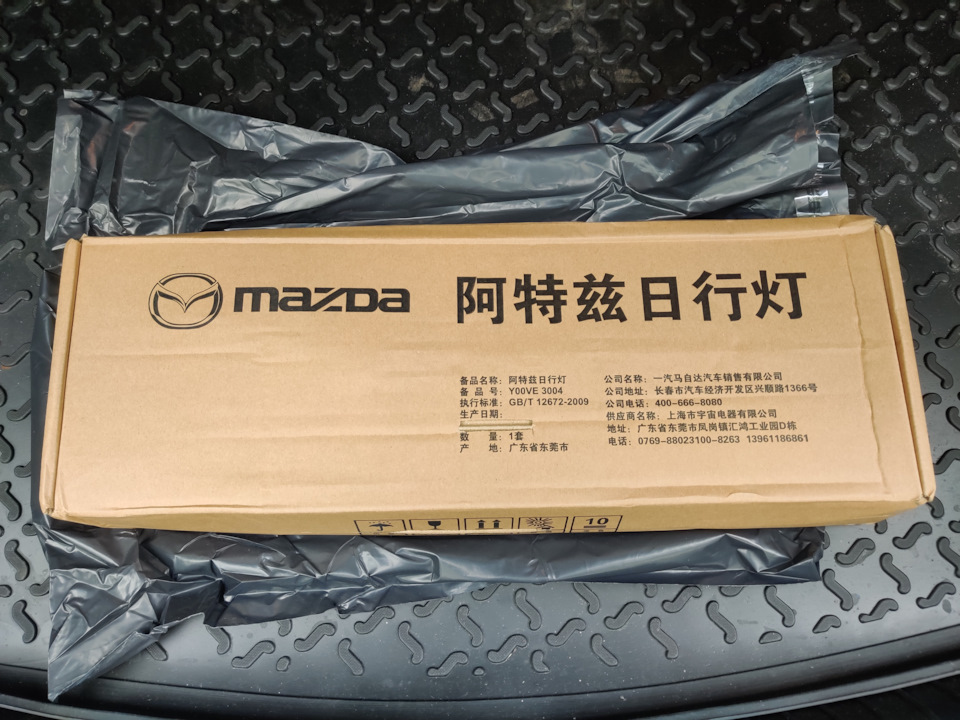 mazda
阿特兹日行灯
备品名称: 阿特兹日行灯
备 品 号: Y00VE 3004
执行标准: GB/T 12672-2009
生产日期:
数 量: 1套
产 地: 广东省东莞市
公司名称: 一汽马自达汽车销售有限公司
公司地址: 长春市汽车经济开发区兴顺路1366号
公司电话: 400-666-8080
供应商名称: 上海市宇宙电器有限公司
地址: 广东省东莞市凤岗镇汇鸿工业园D栋
电话: 0769-88023100-8263 13961186861
10